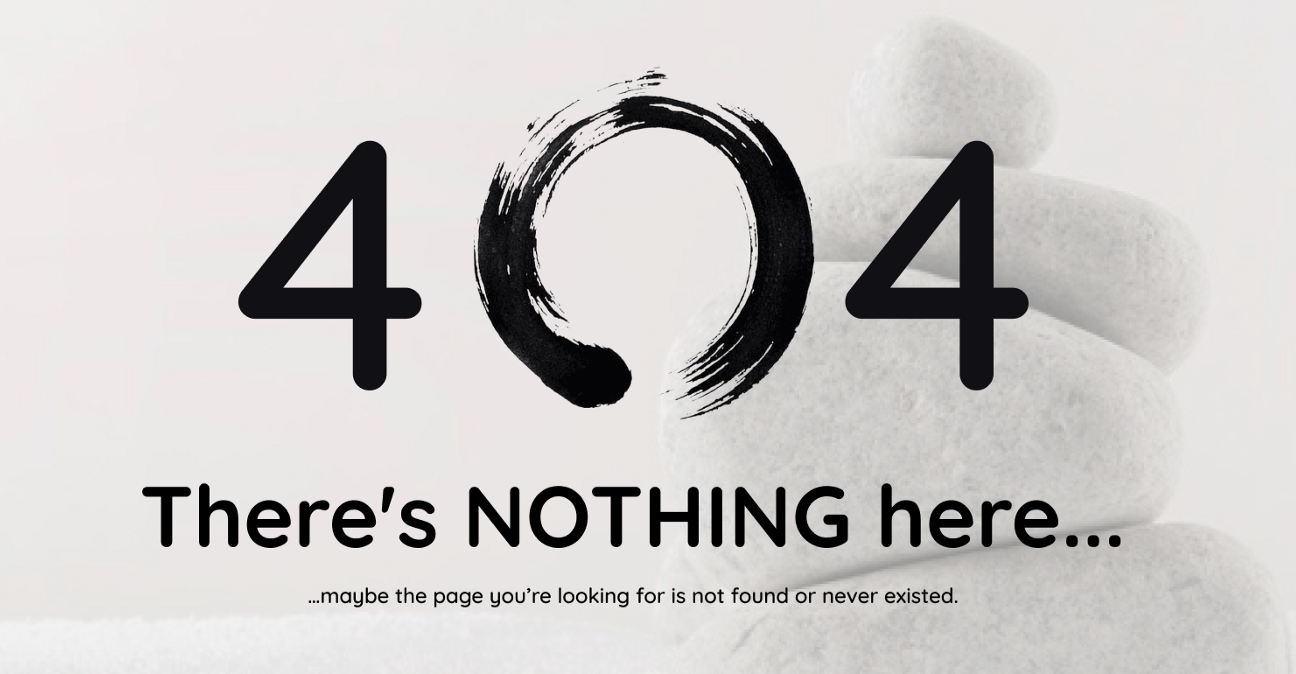 404
There's NOTHING here...
...maybe the page you’re looking for is not found or never existed.